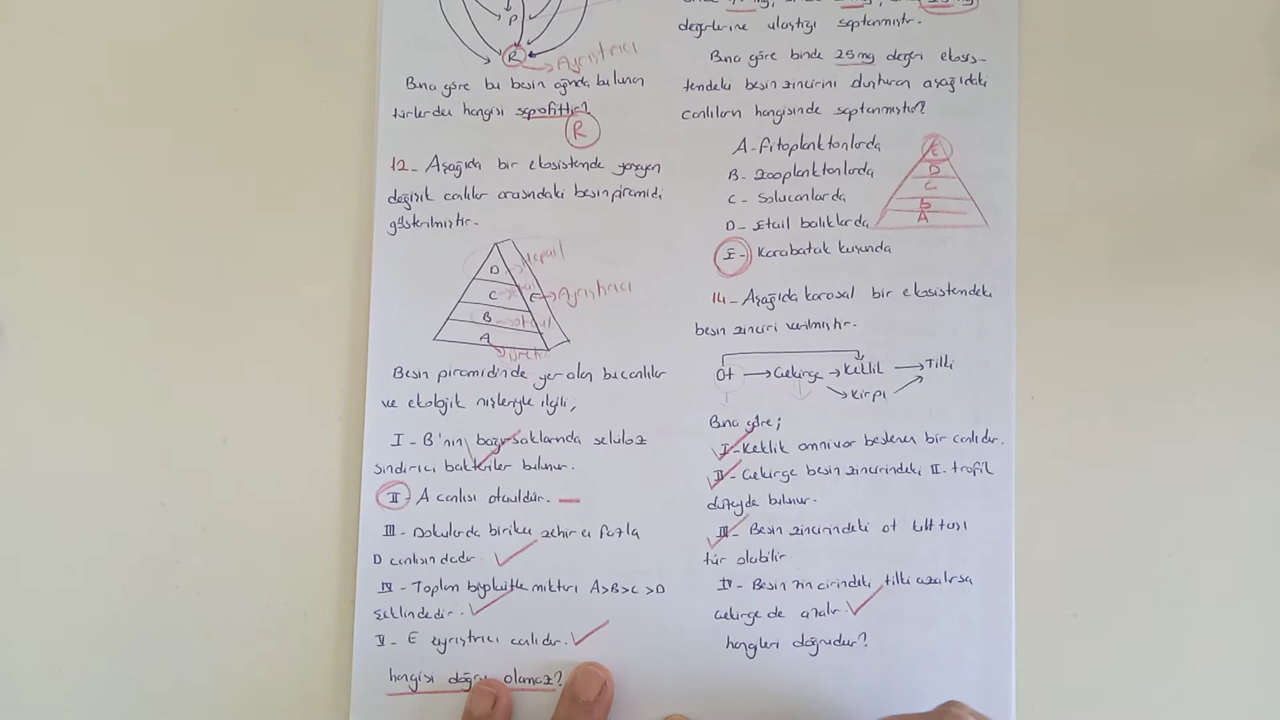 P
R
Ayrıştırıcı
Buna göre bu besin ağında bulunan
türlerden hangisi saprofittir?
R
12- Aşağıda bir ekosistemde yaşayan
değişik canlılar arasındaki besin piramidi
gösterilmiştir.
D
C
B
A
E
Ayrıştırıcı
Besin piramidinde yer alan bu canlılar
ve ekolojik nişleriyle ilgili,
I - B'nin bağırsaklarında selüloz
sindirici bakteriler bulunur.
II - A canlısı otçuldur.
III - Dokularda biriken zehir en fazla
D canlısındadır.
IV - Toplam biyokütle miktarı A>B>C>D
şeklindedir.
V - E ayrıştırıcı canlıdır.
hangisi doğru olamaz?
değerlerine ulaştığı saptanmıştır.
Buna göre binde 25mg değeri ekosis-
temdeki besin zincirini oluşturan aşağıdaki
canlıların hangisinde saptanmıştır?
A- Fitoplanktonlarda
B- Zooplanktonlarda
C- Solucanlarda
D- Etçil balıklarda
E- Karabatak kuşunda
E
D
C
B
A
14- Aşağıda karasal bir ekosistemdeki
besin zinciri verilmiştir.
Ot → Çekirge → Keklik → Tilki
Kirpi
Buna göre;
I- Keklik omnivor beslenen bir canlıdır.
II- Çekirge besin zincirindeki II. trofik
düzeyde bulunur.
III- Besin zincirindeki ot kilit taşı
tür olabilir.
IV- Besin zincirindeki tilki azalırsa
çekirge de azalır.
hangileri doğrudur?